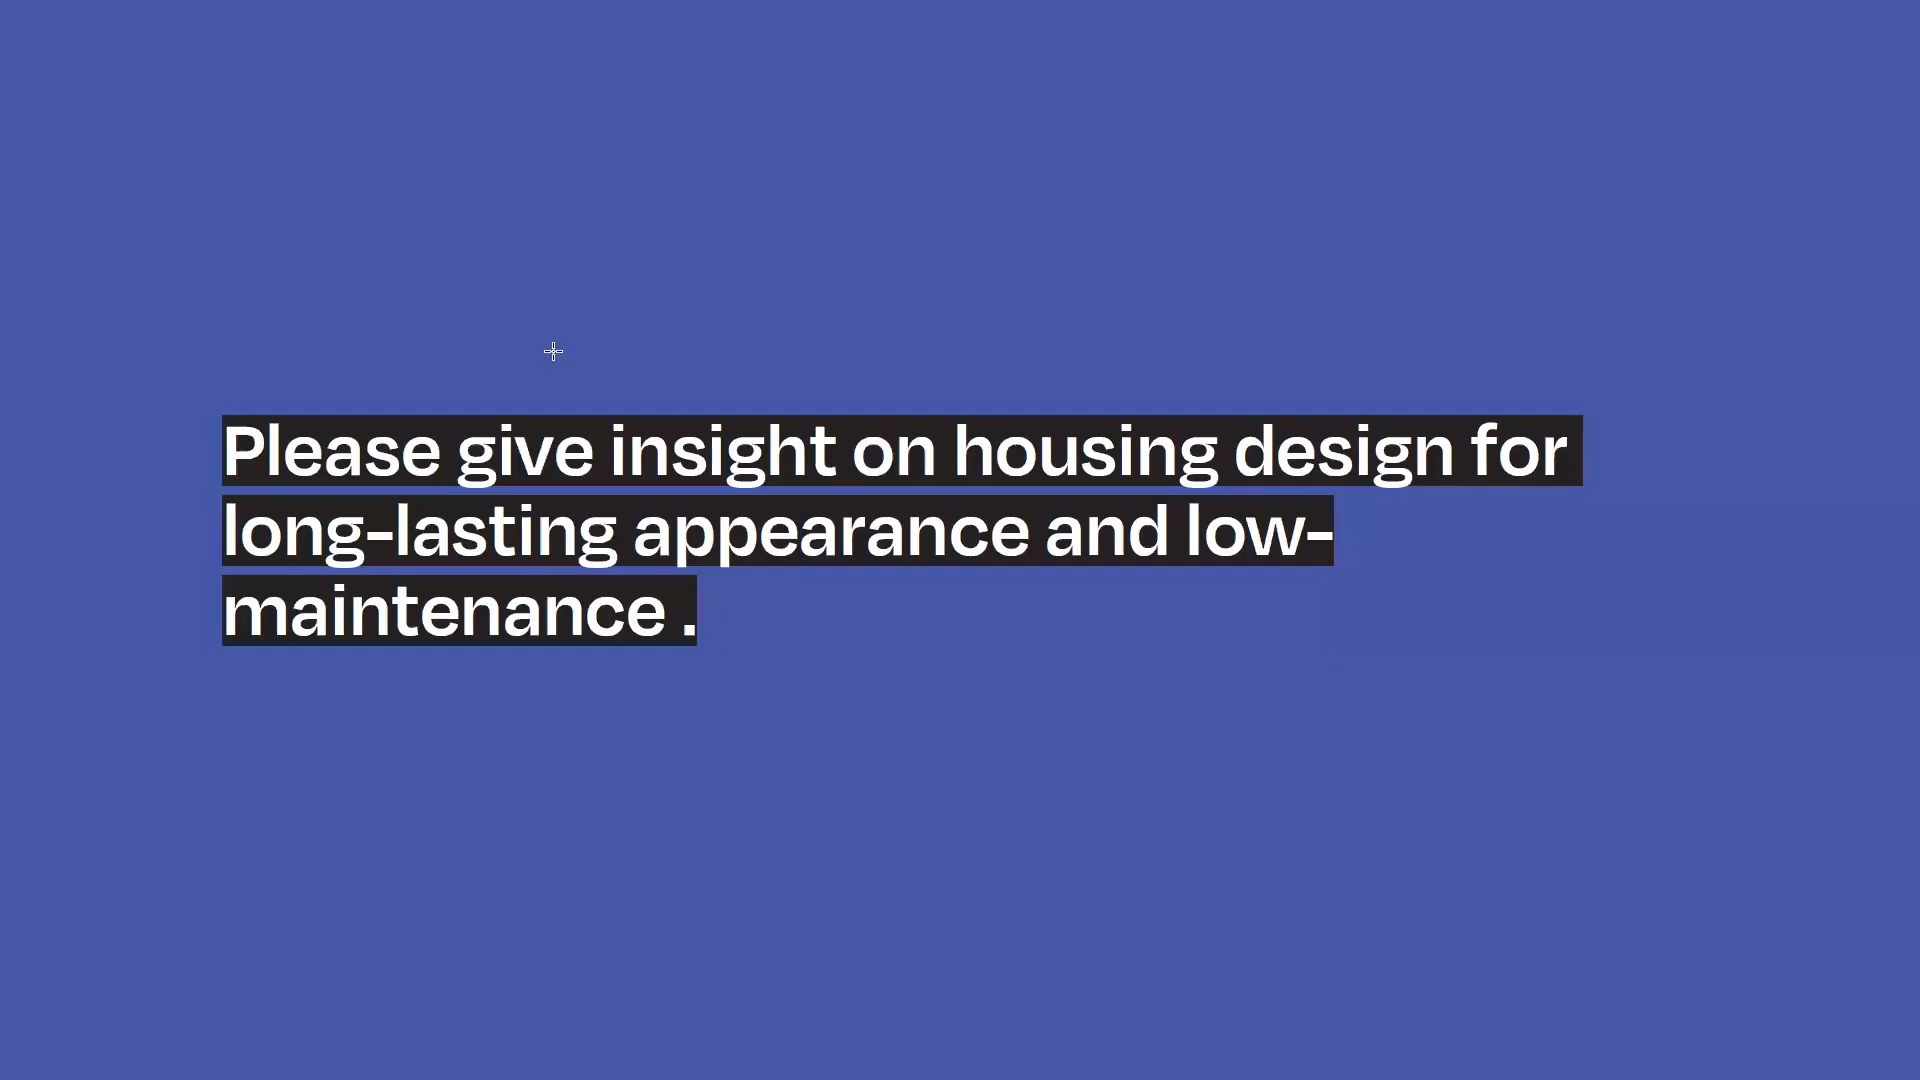 Please give insight on housing design for
long-lasting appearance and low-
maintenance .